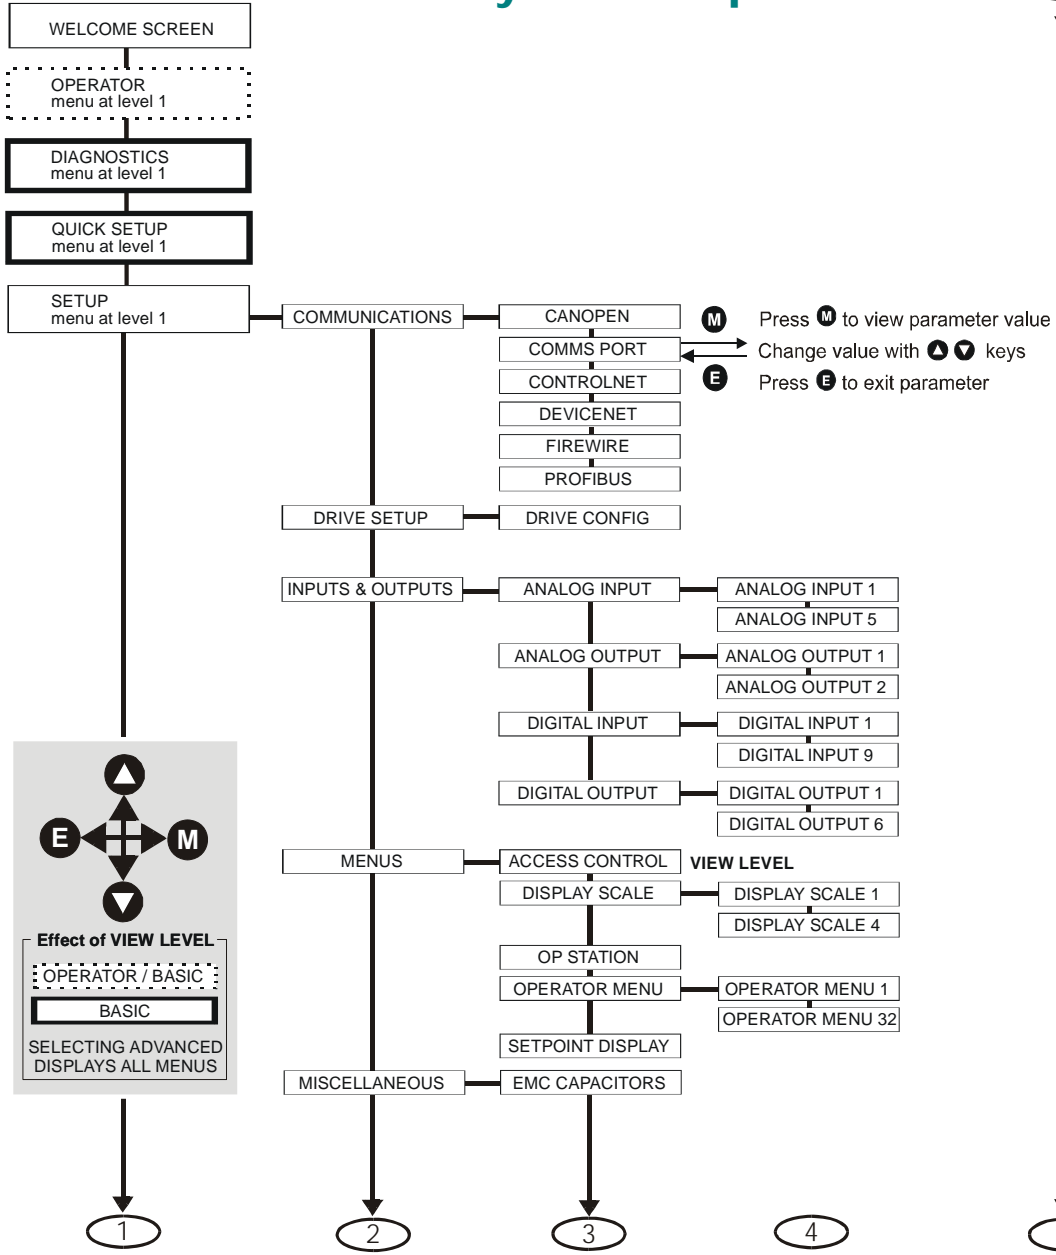 WELCOME SCREEN
OPERATOR
menu at level 1
DIAGNOSTICS
menu at level 1
QUICK SETUP
menu at level 1
SETUP
menu at level 1
COMMUNICATIONS
CANOPEN
COMMS PORT
CONTROLNET
DEVICENET
FIREWIRE
PROFIBUS
M Press M to view parameter value
Change value with keys
E Press E to exit parameter
DRIVE SETUP
DRIVE CONFIG
INPUTS & OUTPUTS
ANALOG INPUT
ANALOG INPUT 1
ANALOG INPUT 5
ANALOG OUTPUT
ANALOG OUTPUT 1
ANALOG OUTPUT 2
DIGITAL INPUT
DIGITAL INPUT 1
DIGITAL INPUT 9
DIGITAL OUTPUT
DIGITAL OUTPUT 1
DIGITAL OUTPUT 6
MENUS
ACCESS CONTROL
VIEW LEVEL
DISPLAY SCALE
DISPLAY SCALE 1
DISPLAY SCALE 4
OP STATION
OPERATOR MENU
OPERATOR MENU 1
OPERATOR MENU 32
SETPOINT DISPLAY
MISCELLANEOUS
EMC CAPACITORS
E
M
Effect of VIEW LEVEL
OPERATOR / BASIC
BASIC
SELECTING ADVANCED
DISPLAYS ALL MENUS
1
2
3
4